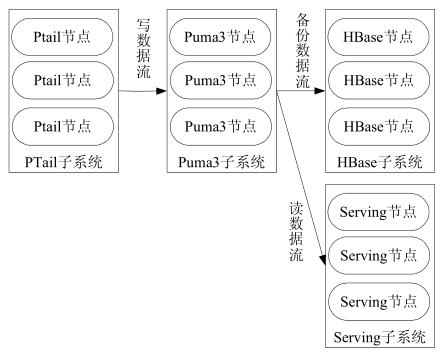 Ptail节点
Ptail节点
Ptail节点
PTail子系统
写数据流
Puma3节点
Puma3节点
Puma3节点
Puma3子系统
备份数据流
HBase节点
HBase节点
HBase节点
HBase子系统
读数据流
Serving节点
Serving节点
Serving节点
Serving子系统